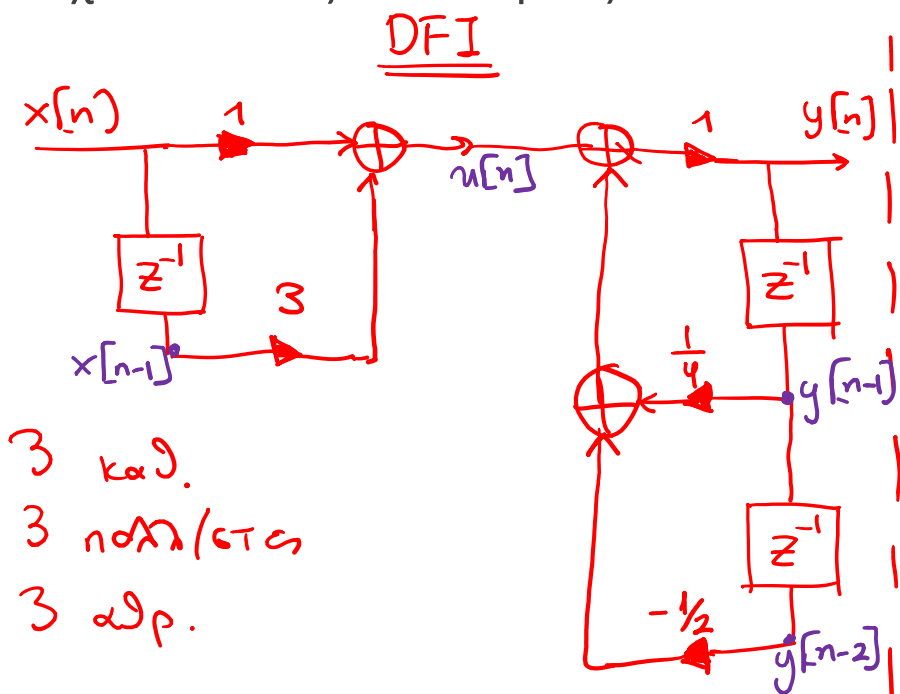 DFI
x[n] 1 1 y[n]
u[n]
z⁻¹ z⁻¹
3
x[n-1]
1/4 y[n-1]
3 καθ.
3 πολλ/στες
z⁻¹
3 αθρ.
-1/2
y[n-2]